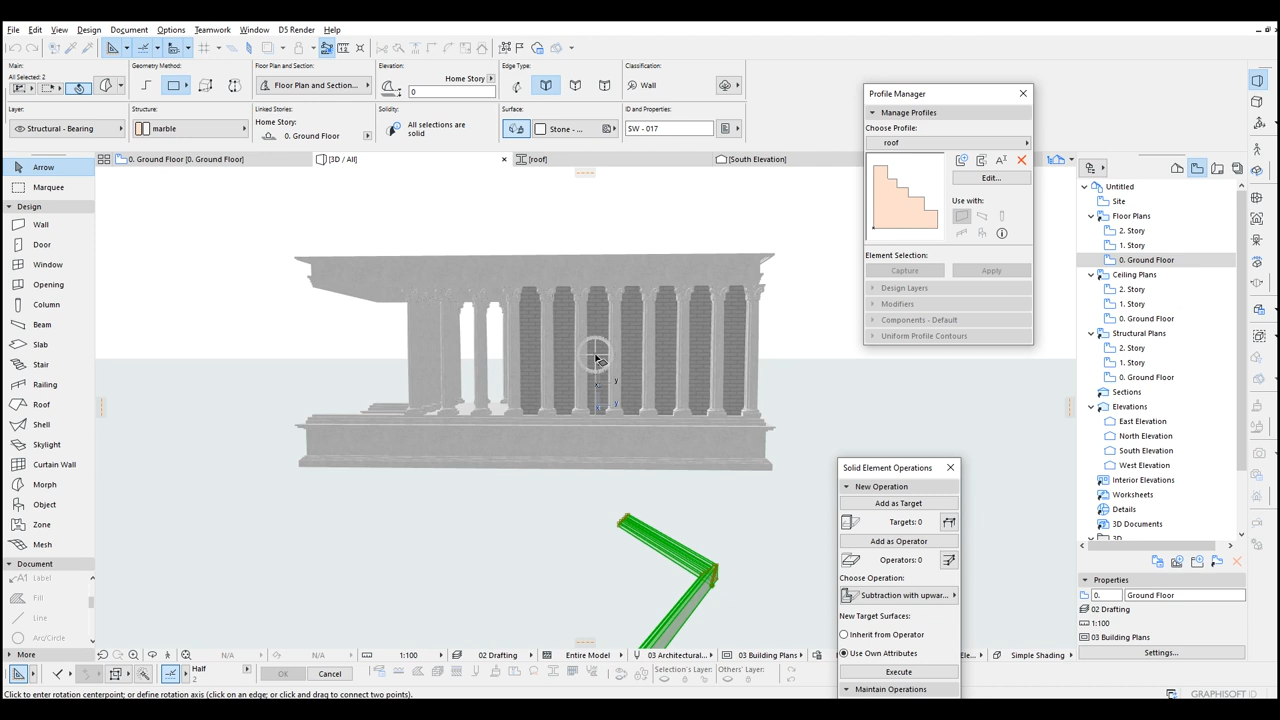 File Edit View Design Document Options Teamwork Window D5 Render Help
Main: Geometry Method: Floor Plan and Section: Elevation: Edge Type: Classification:
All Selected: 2
Floor Plan and Section...
Home Story
0
Wall
Layer: Structure: Linked Stories: Solidity: Surface: ID and Properties:
Structural - Bearing
marble
Home Story:
0. Ground Floor
All selections are
solid
Stone - ...
SW - 017
0. Ground Floor [0. Ground Floor]
[3D / All]
[roof]
[South Elevation]
Arrow
Marquee
Design
Wall
Door
Window
Opening
Column
Beam
Slab
Stair
Railing
Roof
Shell
Skylight
Curtain Wall
Morph
Object
Zone
Mesh
Document
Label
Fill
Line
Arc/Circle
More
y
y
Profile Manager
Manage Profiles
Choose Profile:
roof
Edit...
Use with:
Element Selection:
Capture
Apply
Design Layers
Modifiers
Components - Default
Uniform Profile Contours
Solid Element Operations
New Operation
Add as Target
Targets: 0
Add as Operator
Operators: 0
Choose Operation:
Subtraction with upwar...
New Target Surfaces:
Inherit from Operator
Use Own Attributes
Execute
Maintain Operations
Untitled
Site
Floor Plans
2. Story
1. Story
0. Ground Floor
Ceiling Plans
2. Story
1. Story
0. Ground Floor
Structural Plans
2. Story
1. Story
0. Ground Floor
Sections
Elevations
East Elevation
North Elevation
South Elevation
West Elevation
Interior Elevations
Worksheets
Details
3D Documents
Properties
0.
Ground Floor
02 Drafting
1:100
03 Building Plans
Settings...
N/A
N/A
1:100
02 Drafting
Entire Model
03 Architectural...
03 Building Plans
Simple Shading
Half
2
OK
Cancel
Selection's Layer:
Others' Layer:
Click to enter rotation centerpoint; or define rotation axis (click on an edge; or click and drag to connect two points).
GRAPHISOFT ID